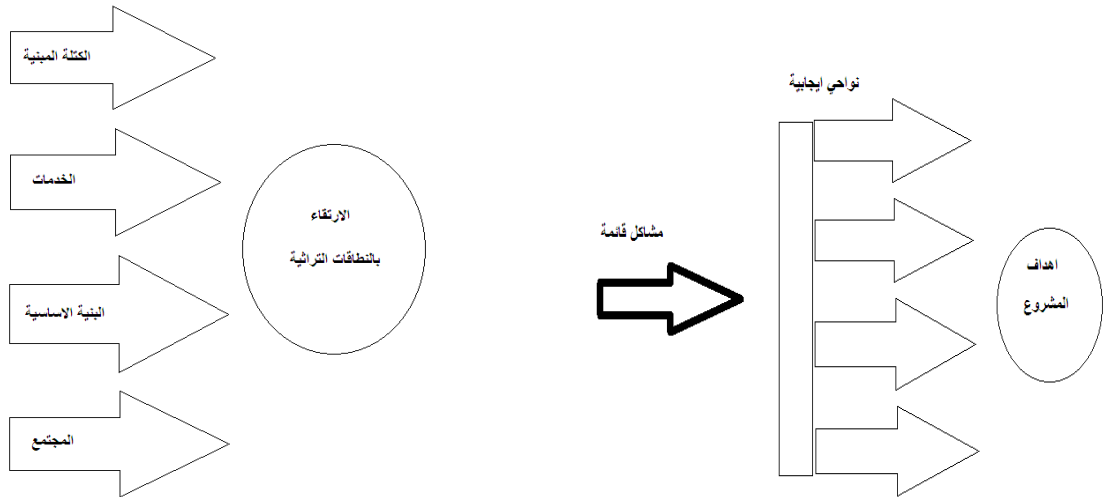 الكتلة المبنية
الخدمات
البنية الاساسية
المجتمع
الارتقاء
بالنطاقات التراثية
مشاكل قائمة
نواحي ايجابية
اهداف
المشروع